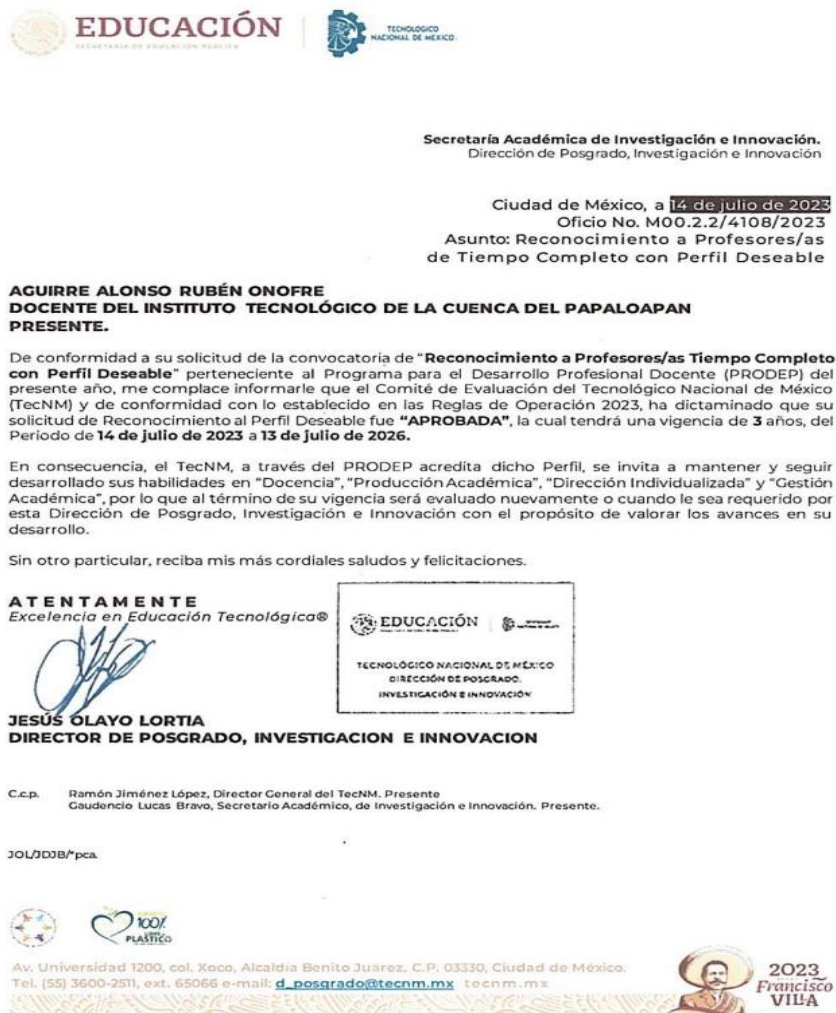 EDUCACIÓN
SECRETARÍA DE EDUCACIÓN PÚBLICA
TECNOLÓGICO
NACIONAL DE MÉXICO
Secretaría Académica de Investigación e Innovación.
Dirección de Posgrado, Investigación e Innovación
Ciudad de México, a 14 de julio de 2023
Oficio No. M00.2.2/4108/2023
Asunto: Reconocimiento a Profesores/as
de Tiempo Completo con Perfil Deseable
AGUIRRE ALONSO RUBÉN ONOFRE
DOCENTE DEL INSTITUTO TECNOLÓGICO DE LA CUENCA DEL PAPALOAPAN
PRESENTE.
De conformidad a su solicitud de la convocatoria de “Reconocimiento a Profesores/as Tiempo Completo
con Perfil Deseable” perteneciente al Programa para el Desarrollo Profesional Docente (PRODEP) del
presente año, me complace informarle que el Comité de Evaluación del Tecnológico Nacional de México
(TecNM) y de conformidad con lo establecido en las Reglas de Operación 2023, ha dictaminado que su
solicitud de Reconocimiento al Perfil Deseable fue “APROBADA”, la cual tendrá una vigencia de 3 años, del
Periodo de 14 de julio de 2023 a 13 de julio de 2026.
En consecuencia, el TecNM, a través del PRODEP acredita dicho Perfil, se invita a mantener y seguir
desarrollado sus habilidades en “Docencia”, “Producción Académica”, “Dirección Individualizada” y “Gestión
Académica”, por lo que al término de su vigencia será evaluado nuevamente o cuando le sea requerido por
esta Dirección de Posgrado, Investigación e Innovación con el propósito de valorar los avances en su
desarrollo.
Sin otro particular, reciba mis más cordiales saludos y felicitaciones.
ATENTAMENTE
Excelencia en Educación Tecnológica®
EDUCACIÓN
TECNOLÓGICO NACIONAL DE MÉXICO
DIRECCIÓN DE POSGRADO,
INVESTIGACIÓN E INNOVACIÓN
JESÚS OLAYO LORTIA
DIRECTOR DE POSGRADO, INVESTIGACION E INNOVACION
C.c.p. Ramón Jiménez López, Director General del TecNM. Presente
Gaudencio Lucas Bravo, Secretario Académico, de Investigación e Innovación. Presente.
JOL/JDJB/*pca.
100%
PLÁSTICO
Av. Universidad 1200, col. Xoco, Alcaldía Benito Juárez, C.P. 03330, Ciudad de México.
Tel. (55) 3600-2511, ext. 65066 e-mail: d_posgrado@tecnm.mx tecnm.mx
2023
Francisco
VILLA